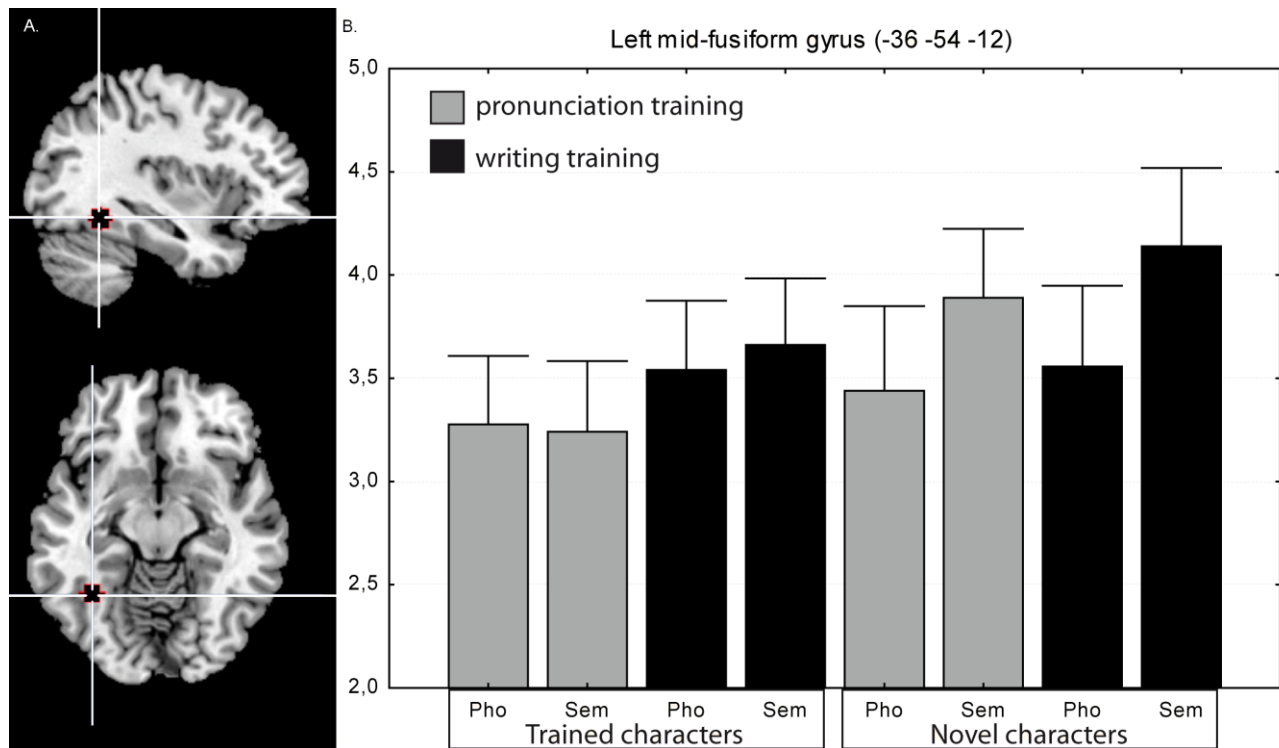 A.
B.
Left mid-fusiform gyrus (-36 -54 -12)
5,0
pronunciation training
writing training
4,5
4,0
3,5
3,0
2,5
2,0
Pho Sem Pho Sem Pho Sem Pho Sem
Trained characters Novel characters